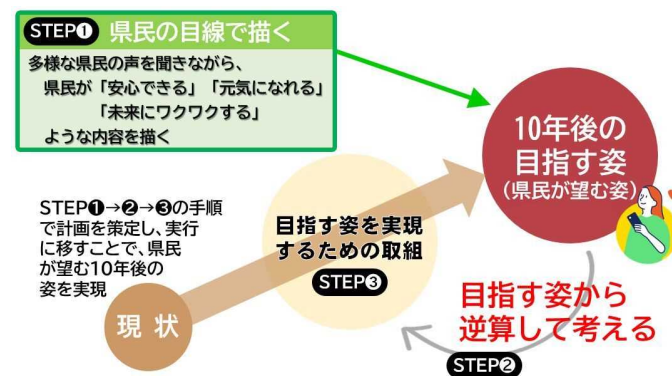 STEP❶ 県民の目線で描く
多様な県民の声を聞きながら、
県民が「安心できる」「元気になれる」
「未来にワクワクする」
ような内容を描く
10年後の
目指す姿
(県民が望む姿)
STEP❶→❷→❸の手順
で計画を策定し、実行
に移すことで、県民
が望む10年後の
姿を実現
目指す姿を実現
するための取組
STEP❸
現 状
目指す姿から
逆算して考える
STEP❷